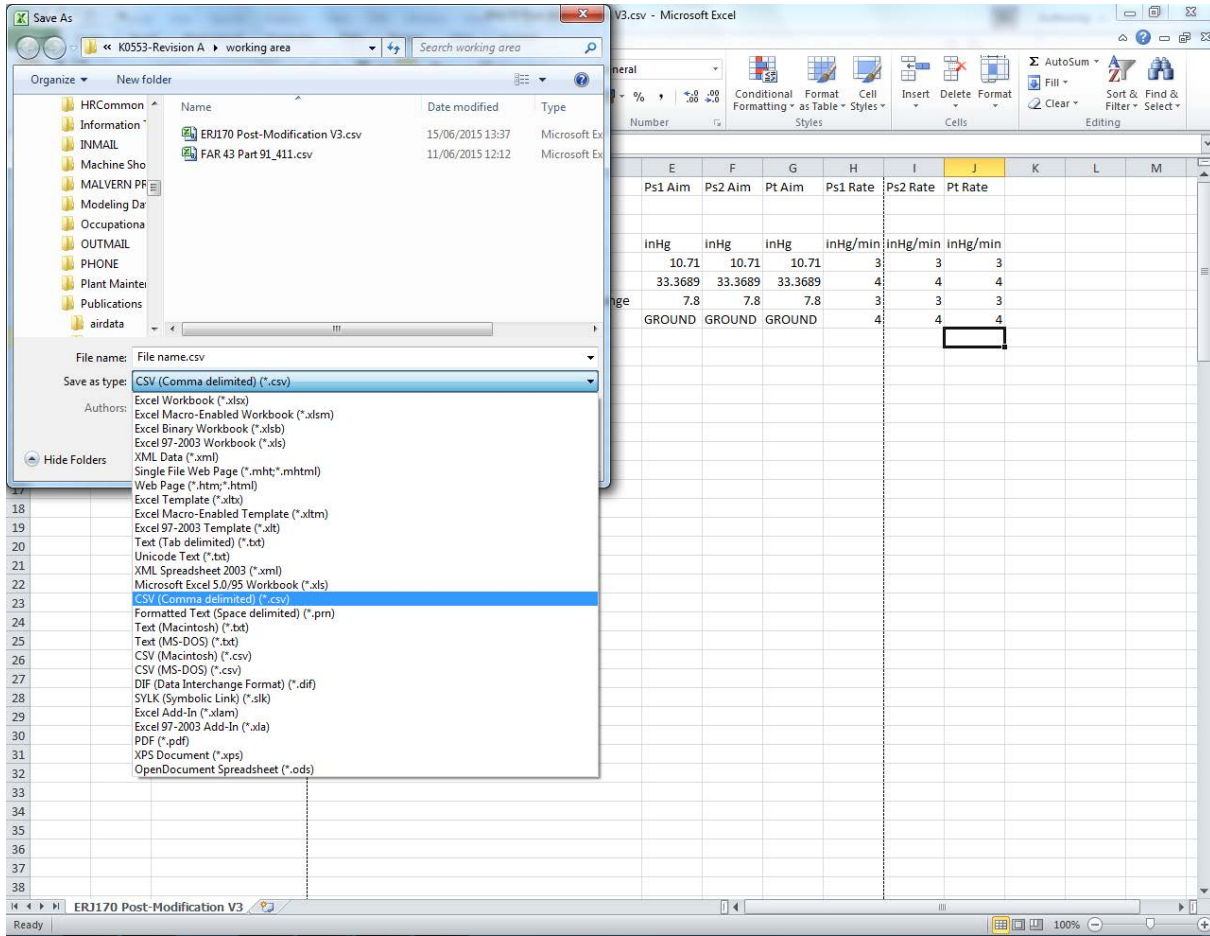 Save As
V3.csv - Microsoft Excel
« K0553-Revision A ▸ working area
Search working area
Organize
New folder
HRCommon
Information
INMAIL
Machine Sho
MALVERN PR
Modeling Da
Occupationa
OUTMAIL
PHONE
Plant Mainte
Publications
airdata
Name
Date modified
Type
ERJ170 Post-Modification V3.csv 15/06/2015 13:37 Microsoft Ex
FAR 43 Part 91_411.csv 11/06/2015 12:12 Microsoft Ex
File name: File name.csv
Save as type: CSV (Comma delimited) (*.csv)
Authors:
Hide Folders
Excel Workbook (*.xlsx)
Excel Macro-Enabled Workbook (*.xlsm)
Excel Binary Workbook (*.xlsb)
Excel 97-2003 Workbook (*.xls)
XML Data (*.xml)
Single File Web Page (*.mht;*.mhtml)
Web Page (*.htm;*.html)
Excel Template (*.xltx)
Excel Macro-Enabled Template (*.xltm)
Excel 97-2003 Template (*.xlt)
Text (Tab delimited) (*.txt)
Unicode Text (*.txt)
XML Spreadsheet 2003 (*.xml)
Microsoft Excel 5.0/95 Workbook (*.xls)
CSV (Comma delimited) (*.csv)
Formatted Text (Space delimited) (*.prn)
Text (Macintosh) (*.txt)
Text (MS-DOS) (*.txt)
CSV (Macintosh) (*.csv)
CSV (MS-DOS) (*.csv)
DIF (Data Interchange Format) (*.dif)
SYLK (Symbolic Link) (*.slk)
Excel Add-In (*.xlam)
Excel 97-2003 Add-In (*.xla)
PDF (*.pdf)
XPS Document (*.xps)
OpenDocument Spreadsheet (*.ods)
neral
% , .00 .00
Number
Conditional Formatting
Format as Table
Cell Styles
Styles
Insert Delete Format
Cells
Σ AutoSum
Fill
Clear
Sort & Filter
Find & Select
Editing
E F G H I J K L M
Ps1 Aim Ps2 Aim Pt Aim Ps1 Rate Ps2 Rate Pt Rate
inHg inHg inHg inHg/min inHg/min inHg/min
10.71 10.71 10.71 3 3 3
33.3689 33.3689 33.3689 4 4 4
nge 7.8 7.8 7.8 3 3 3
GROUND GROUND GROUND 4 4 4
17
18
19
20
21
22
23
24
25
26
27
28
29
30
31
32
33
34
35
36
37
38
ERJ170 Post-Modification V3
Ready
100%